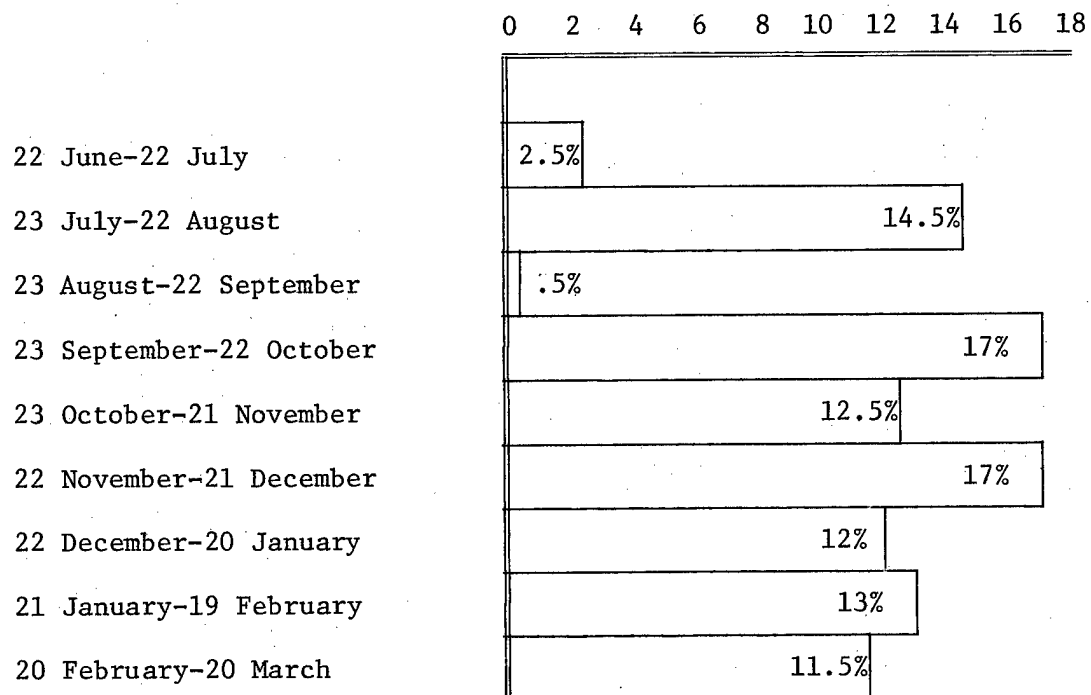 0 2 4 6 8 10 12 14 16 18
22 June-22 July 2.5%
23 July-22 August 14.5%
23 August-22 September .5%
23 September-22 October 17%
23 October-21 November 12.5%
22 November-21 December 17%
22 December-20 January 12%
21 January-19 February 13%
20 February-20 March 11.5%